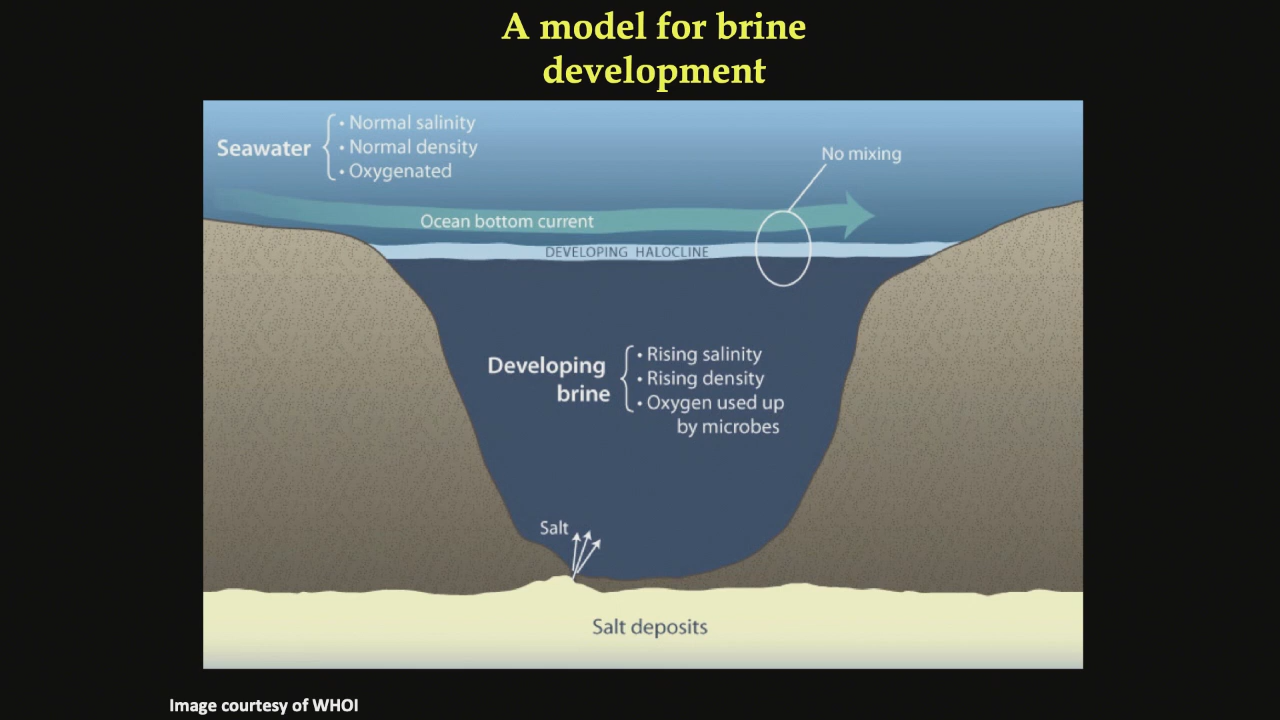 A model for brine
development
Seawater
• Normal salinity
• Normal density
• Oxygenated
No mixing
Ocean bottom current
DEVELOPING HALOCLINE
Developing
brine
• Rising salinity
• Rising density
• Oxygen used up
by microbes
Salt
Salt deposits
Image courtesy of WHOI